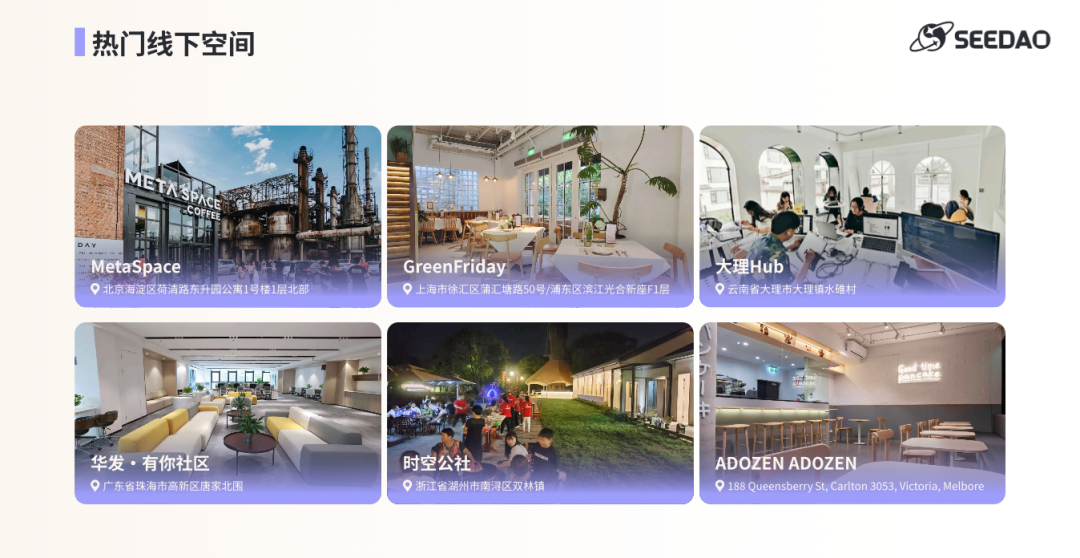 热门线下空间
SEEDAO
META SPACE
COFFEE
DAY
MetaSpace
北京海淀区荷清路东升园公寓1号楼1层北部
GreenFriday
上海市徐汇区蒲汇塘路50号/浦东区滨江光合新座F1层
大理Hub
云南省大理市大理镇水碓村
华发·有你社区
广东省珠海市高新区唐家北围
时空公社
浙江省湖州市南浔区双林镇
Good time
pancake
ADOZEN ADOZEN
188 Queensberry St, Carlton 3053, Victoria, Melbore